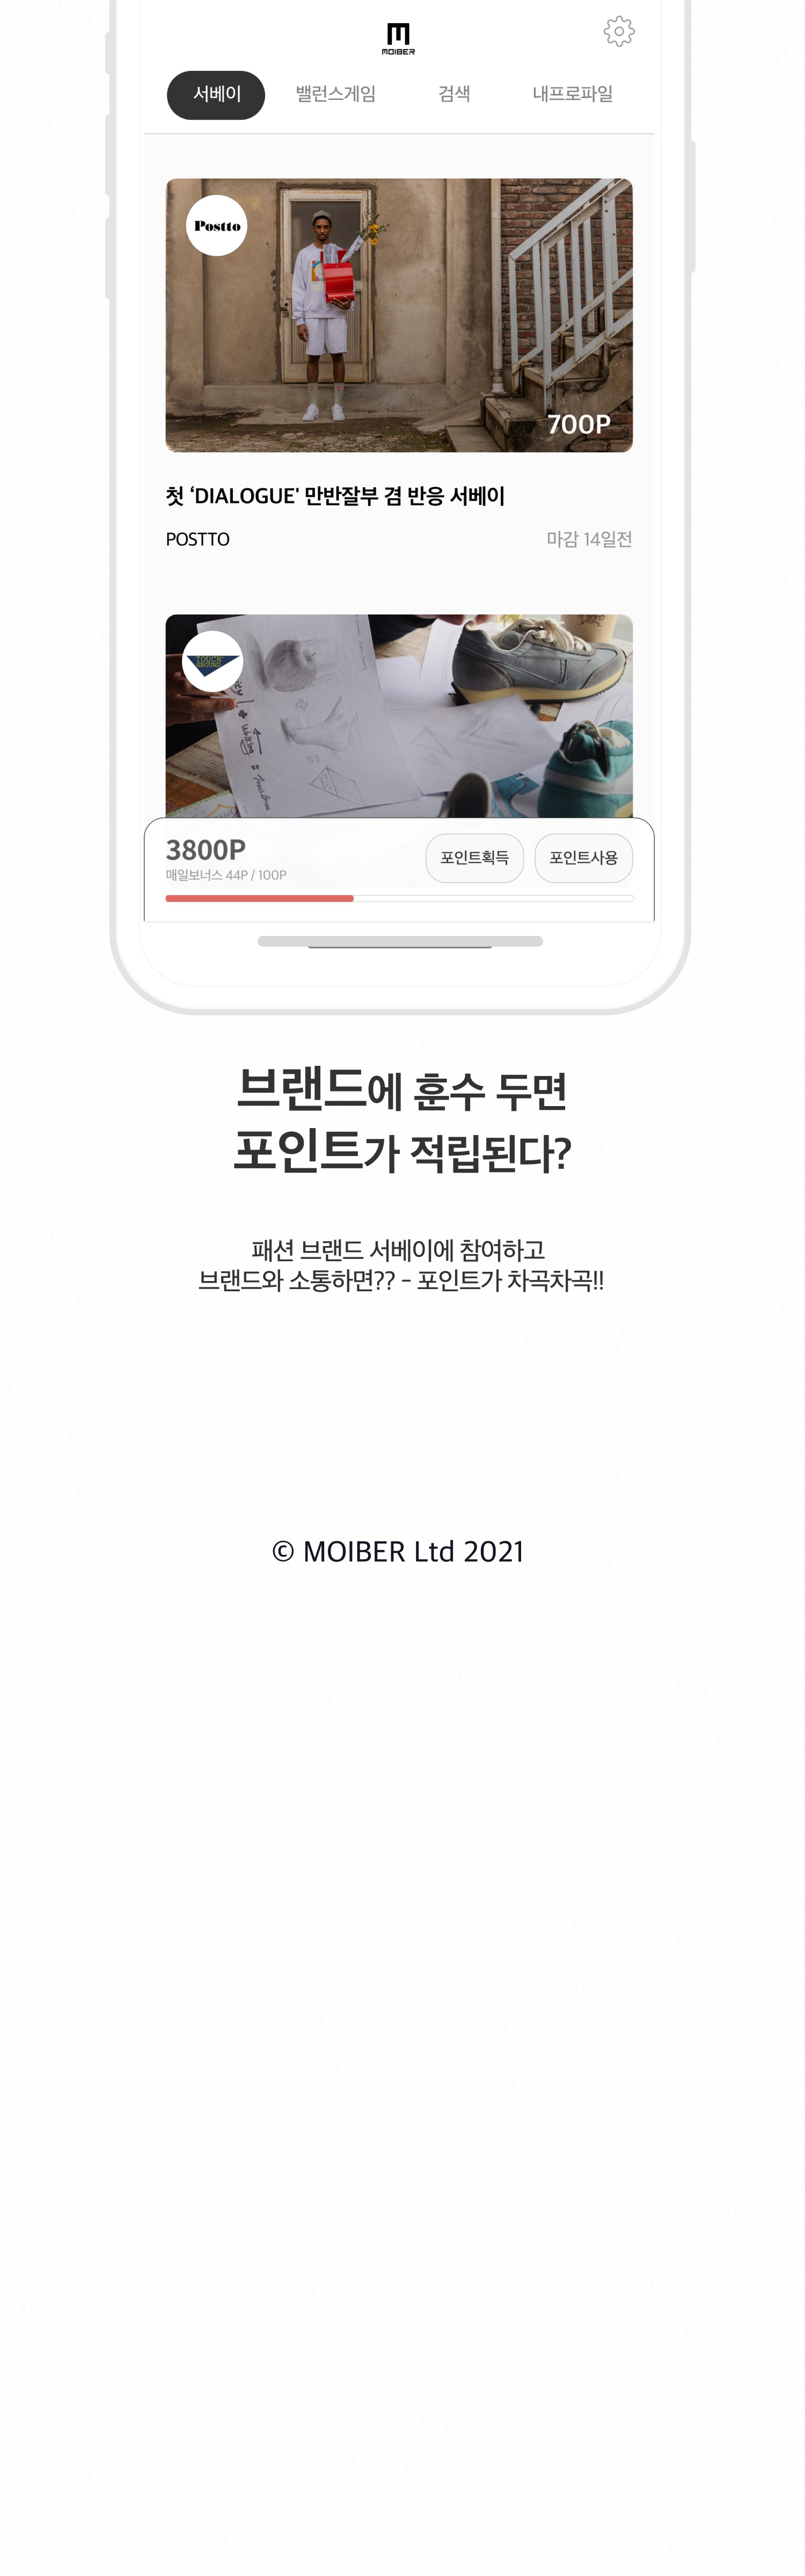 MOIBER
서베이 밸런스게임 검색 내프로파일
Postto
700P
첫 ‘DIALOGUE' 만반잘부 겸 반응 서베이
POSTTO 마감 14일전
TOUCH
GROUND
3800P
매일보너스 44P / 100P
포인트획득 포인트사용
브랜드에 훈수 두면
포인트가 적립된다?
패션 브랜드 서베이에 참여하고
브랜드와 소통하면?? - 포인트가 차곡차곡!!
© MOIBER Ltd 2021